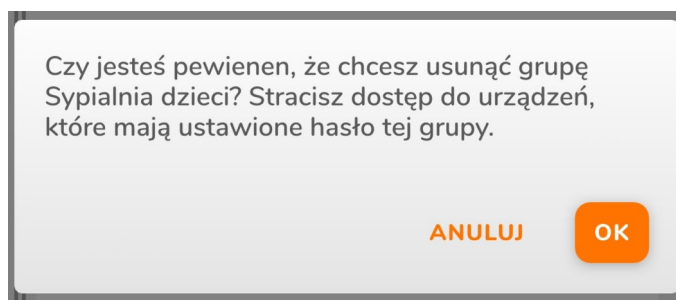 Czy jesteś pewienen, że chcesz usunąć grupę
Sypialnia dzieci? Stracisz dostęp do urządzeń,
które mają ustawione hasło tej grupy.
ANULUJ OK